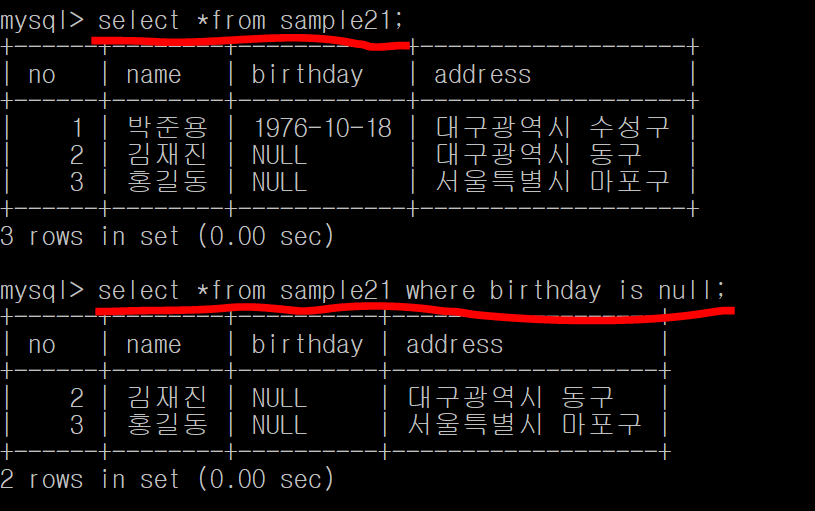 mysql> select *from sample21;
+------+--------+------------+-------------------+
| no | name | birthday | address |
+------+--------+------------+-------------------+
| 1 | 박준용 | 1976-10-18 | 대구광역시 수성구 |
| 2 | 김재진 | NULL | 대구광역시 동구 |
| 3 | 홍길동 | NULL | 서울특별시 마포구 |
+------+--------+------------+-------------------+
3 rows in set (0.00 sec)
mysql> select *from sample21 where birthday is null;
+------+--------+----------+-------------------+
| no | name | birthday | address |
+------+--------+----------+-------------------+
| 2 | 김재진 | NULL | 대구광역시 동구 |
| 3 | 홍길동 | NULL | 서울특별시 마포구 |
+------+--------+----------+-------------------+
2 rows in set (0.00 sec)